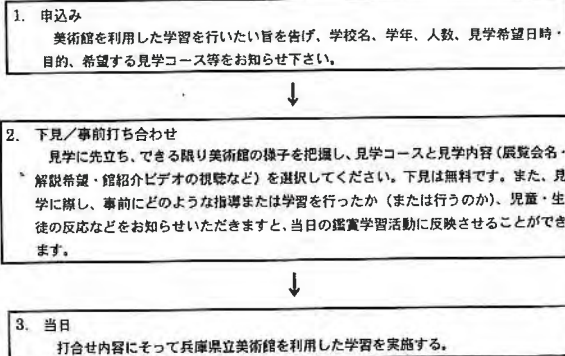 1. 申込み
美術館を利用した学習を行いたい旨を告げ、学校名、学年、人数、見学希望日時・
目的、希望する見学コース等をお知らせ下さい。
↓
2. 下見／事前打ち合わせ
見学に先立ち、できる限り美術館の様子を把握し、見学コースと見学内容（展覧会名・
解説希望・館紹介ビデオの視聴など）を選択してください。下見は無料です。また、見
学に際し、事前にどのような指導または学習を行ったか（または行うのか）、児童・生
徒の反応などをお知らせいただきますと、当日の鑑賞学習活動に反映させることができ
ます。
↓
3. 当日
打合せ内容にそって兵庫県立美術館を利用した学習を実施する。